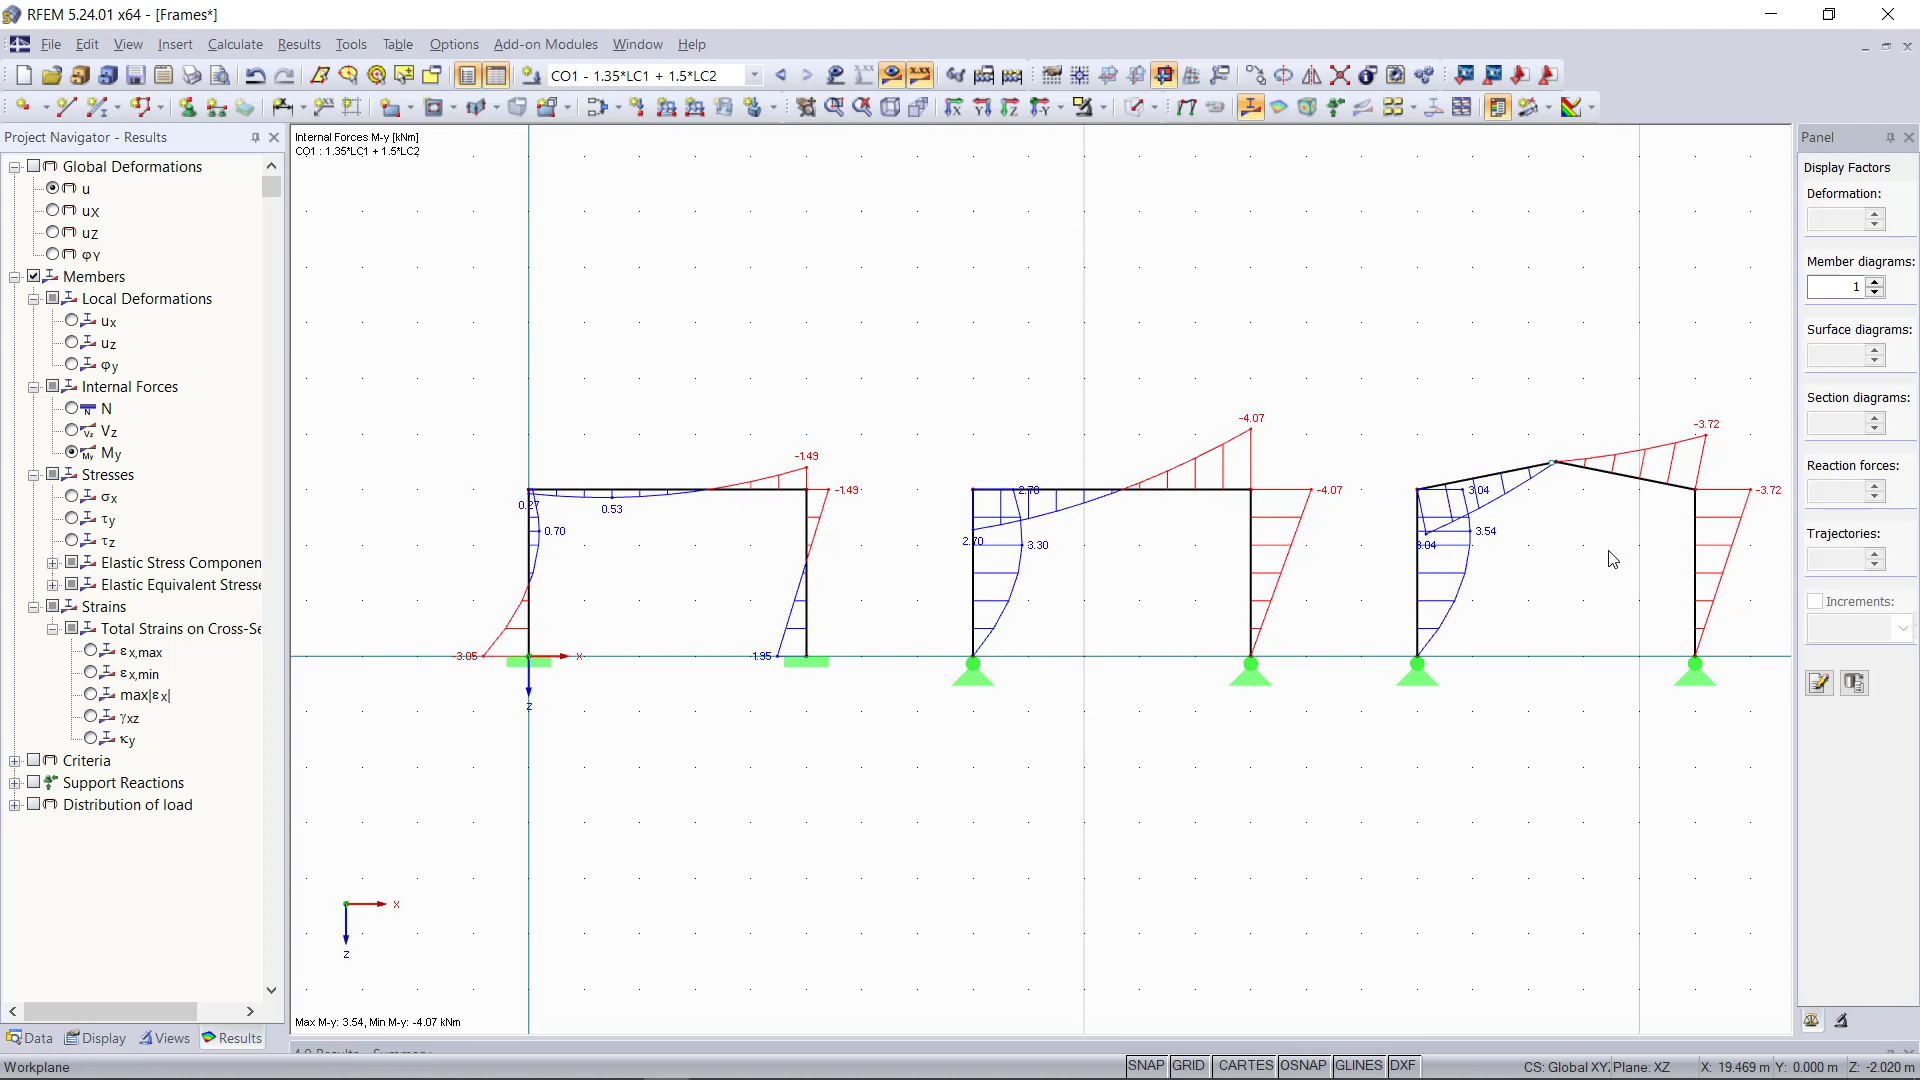 RFEM 5.24.01 x64 - [Frames*]
File Edit View Insert Calculate Results Tools Table Options Add-on Modules Window Help
CO1 - 1.35*LC1 + 1.5*LC2
Project Navigator - Results
Global Deformations
u
uX
uZ
φY
Members
Local Deformations
ux
uz
φy
Internal Forces
N
Vz
My
Stresses
σx
τy
τz
Elastic Stress Componen
Elastic Equivalent Stresse
Strains
Total Strains on Cross-Se
εx,max
εx,min
max|εx|
γxz
κy
Criteria
Support Reactions
Distribution of load
Data Display Views Results
Internal Forces M-y [kNm]
CO1 : 1.35*LC1 + 1.5*LC2
-1.49
-4.07
-3.72
-1.49
2.70
-4.07
3.04
-3.72
0.27
0.53
0.70
2.70
3.30
3.04
3.54
-3.05
x
1.95
z
x
z
Max M-y: 3.54, Min M-y: -4.07 kNm
Panel
Display Factors
Deformation:
Member diagrams:
1
Surface diagrams:
Section diagrams:
Reaction forces:
Trajectories:
Increments:
Workplane
SNAP GRID CARTES OSNAP GLINES DXF
CS: Global XYZ Plane: XZ
X: 19.469 m Y: 0.000 m Z: -2.020 m